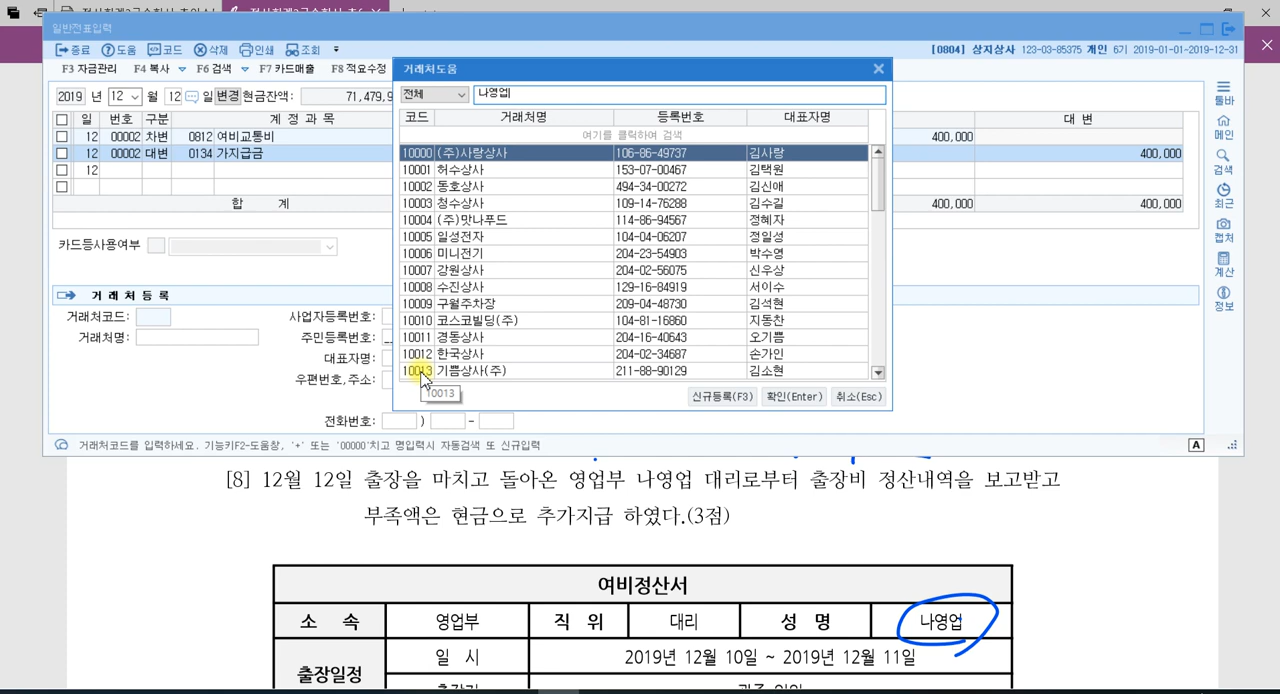 일반전표입력
종료 도움 코드 삭제 인쇄 조회
[0804] 상지상사 123-03-85375 개인 6기 2019-01-01~2019-12-31
F3 자금관리 F4 복사 F6 검색 F7 카드매출 F8 적요수정
2019 년 12 월 12 일 변경 현금잔액: 71,479,9
일 번호 구분 계 정 과 목 대 변
12 00002 차변 0812 여비교통비 400,000
12 00002 대변 0134 가지급금 400,000
12
합 계 400,000 400,000
카드등사용여부
거 래 처 등 록
거래처코드: 사업자등록번호:
거래처명: 주민등록번호:
대표자명:
우편번호,주소:
전화번호: ) -
거래처코드를 입력하세요. 기능키F2-도움창, '+' 또는 '00000'치고 명입력시 자동검색 또 신규입력
A
거래처도움
전체 나영업
코드 거래처명 등록번호 대표자명
여기를 클릭하여 검색
10000 (주)사랑상사 106-86-49737 김사랑
10001 허수상사 153-07-00467 김택원
10002 동호상사 494-34-00272 김신애
10003 청수상사 109-14-76288 김수길
10004 (주)맛나푸드 114-86-94567 정혜자
10005 일성전자 104-04-06207 정일성
10006 미니전기 204-23-54903 박수영
10007 강원상사 204-02-56075 신우상
10008 수진상사 129-16-84919 서이수
10009 구월주차장 209-04-48730 김석현
10010 코스코빌딩(주) 104-81-16860 지동찬
10011 경동상사 204-16-40643 오기쁨
10012 한국상사 204-02-34687 손가인
10013 기쁨상사(주) 211-88-90129 김소현
10013
신규등록(F3) 확인(Enter) 취소(Esc)
툴바
메인
검색
최근
캡처
계산
정보
[8] 12월 12일 출장을 마치고 돌아온 영업부 나영업 대리로부터 출장비 정산내역을 보고받고
부족액은 현금으로 추가지급 하였다.(3점)
여비정산서
소 속 영업부 직 위 대리 성 명 나영업
출장일정 일 시 2019년 12월 10일 ~ 2019년 12월 11일